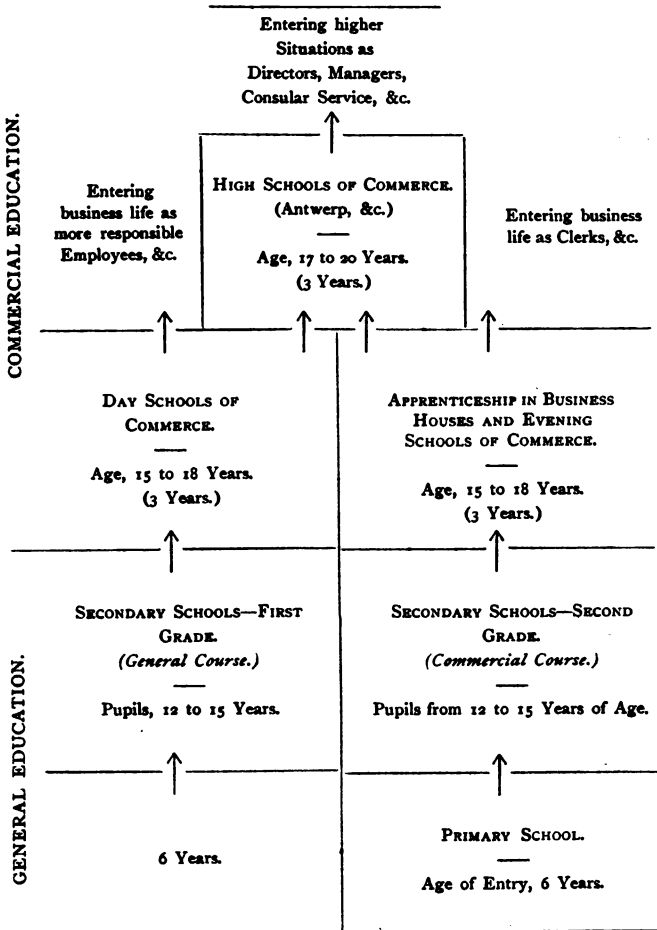 Entering higher
Situations as
Directors, Managers,
Consular Service, &c.
COMMERCIAL EDUCATION.
Entering
business life as
more responsible
Employees, &c.
HIGH SCHOOLS OF COMMERCE.
(Antwerp, &c.)
Age, 17 to 20 Years.
(3 Years.)
Entering business
life as Clerks, &c.
DAY SCHOOLS OF
COMMERCE.
Age, 15 to 18 Years.
(3 Years.)
APPRENTICESHIP IN BUSINESS
HOUSES AND EVENING
SCHOOLS OF COMMERCE.
Age, 15 to 18 Years.
(3 Years.)
GENERAL EDUCATION.
SECONDARY SCHOOLS—FIRST
GRADE.
(General Course.)
Pupils, 12 to 15 Years.
SECONDARY SCHOOLS—SECOND
GRADE.
(Commercial Course.)
Pupils from 12 to 15 Years of Age.
6 Years.
PRIMARY SCHOOL.
Age of Entry, 6 Years.